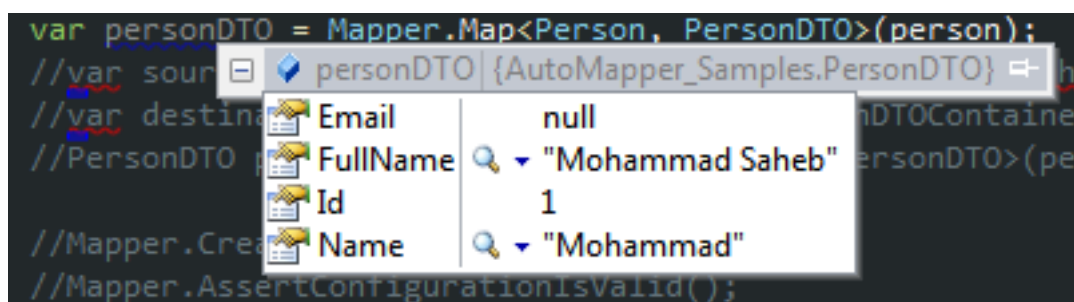 var personDTO = Mapper.Map<Person, PersonDTO>(person);
//var sour personDTO {AutoMapper_Samples.PersonDTO} h
//var destina Email null nDTOContaine
//PersonDTO p FullName "Mohammad Saheb" ersonDTO>(pe
Id 1
//Mapper.Crea Name "Mohammad"
//Mapper.AssertConfigurationIsValid();